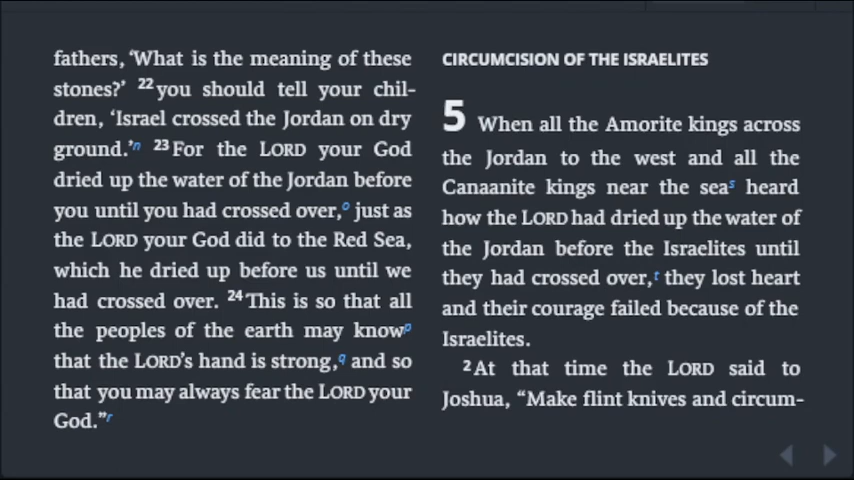 fathers, ‘What is the meaning of these
stones?’ 22 you should tell your chil-
dren, ‘Israel crossed the Jordan on dry
ground.’n 23 For the LORD your God
dried up the water of the Jordan before
you until you had crossed over,o just as
the LORD your God did to the Red Sea,
which he dried up before us until we
had crossed over. 24 This is so that all
the peoples of the earth may knowp
that the LORD’s hand is strong,q and so
that you may always fear the LORD your
God.”r
CIRCUMCISION OF THE ISRAELITES
5 When all the Amorite kings across
the Jordan to the west and all the
Canaanite kings near the seas heard
how the LORD had dried up the water of
the Jordan before the Israelites until
they had crossed over,t they lost heart
and their courage failed because of the
Israelites.
2 At that time the LORD said to
Joshua, “Make flint knives and circum-